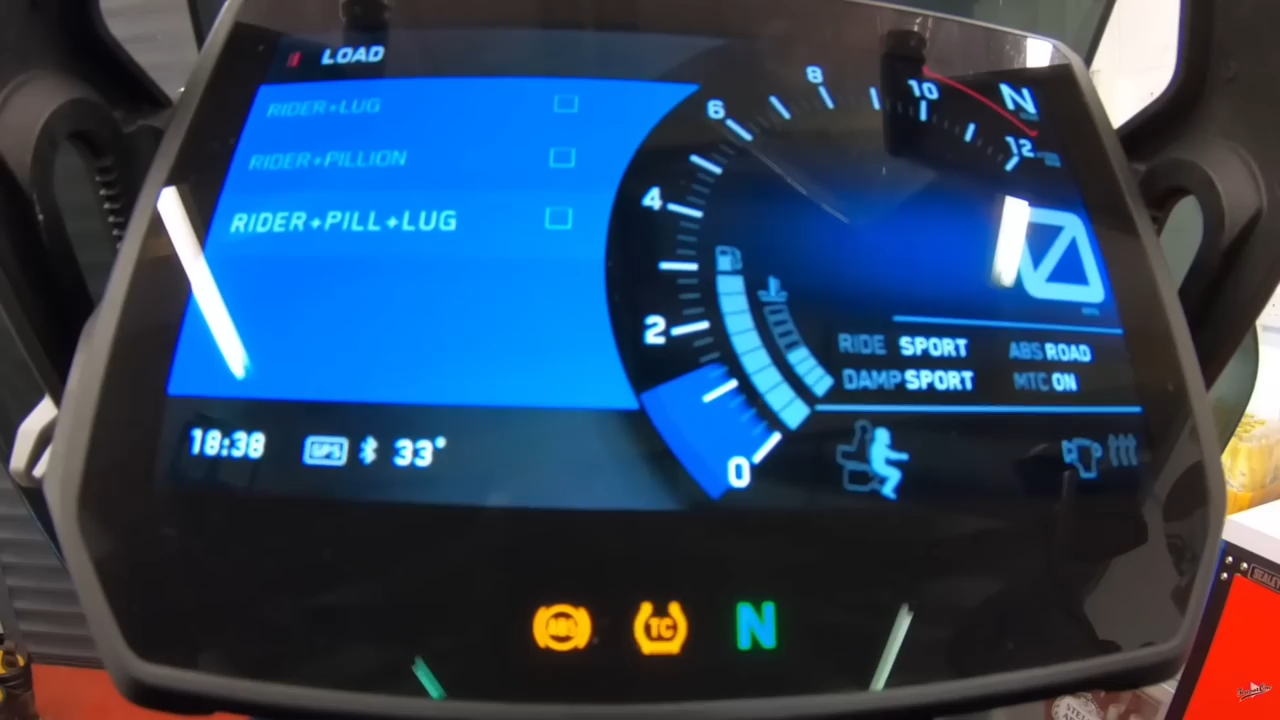 LOAD
RIDER+LUG
RIDER+PILLION
RIDER+PILL+LUG
18:38 GPS 33°
0 2 4 6 8 10 12
N
RIDE SPORT ABS ROAD
DAMP SPORT MTC ON
ABS TC N
SEALEY